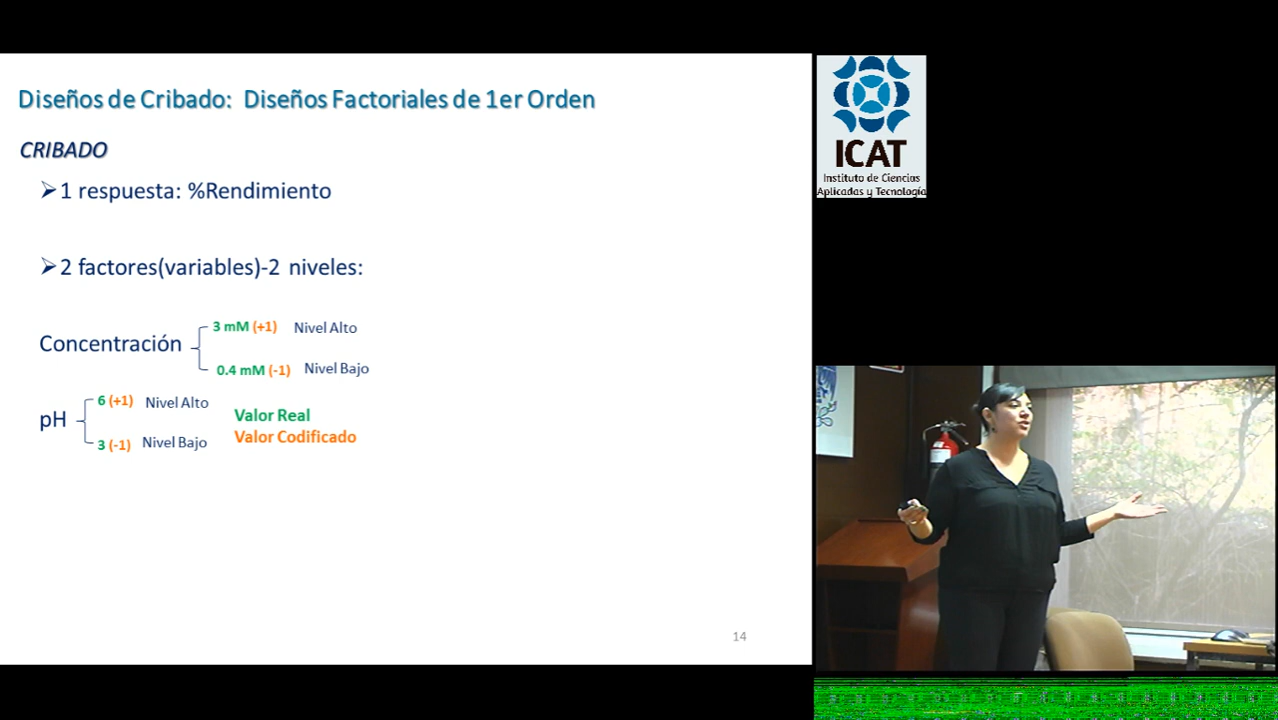 Diseños de Cribado: Diseños Factoriales de 1er Orden
CRIBADO
➢1 respuesta: %Rendimiento
➢2 factores(variables)-2 niveles:
Concentración
3 mM (+1) Nivel Alto
0.4 mM (-1) Nivel Bajo
pH
6 (+1) Nivel Alto
3 (-1) Nivel Bajo
Valor Real
Valor Codificado
14
ICAT
Instituto de Ciencias
Aplicadas y Tecnología